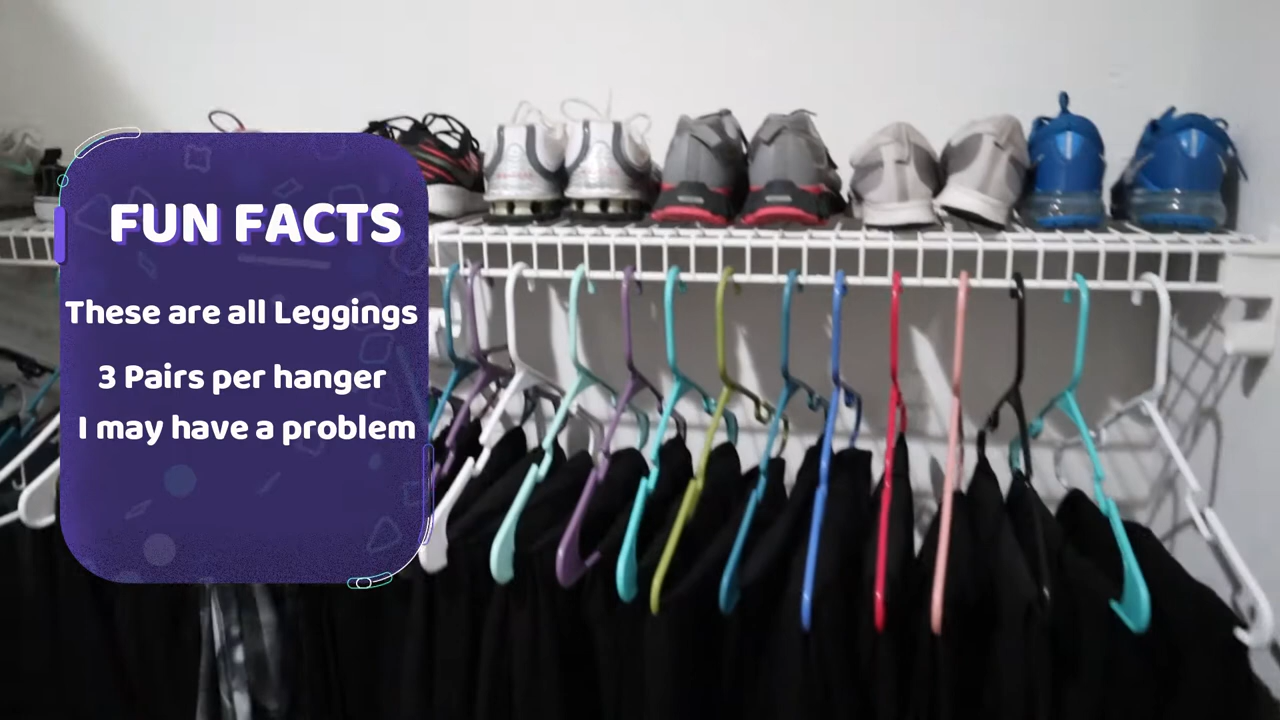 FUN FACTS
These are all Leggings
3 Pairs per hanger
I may have a problem